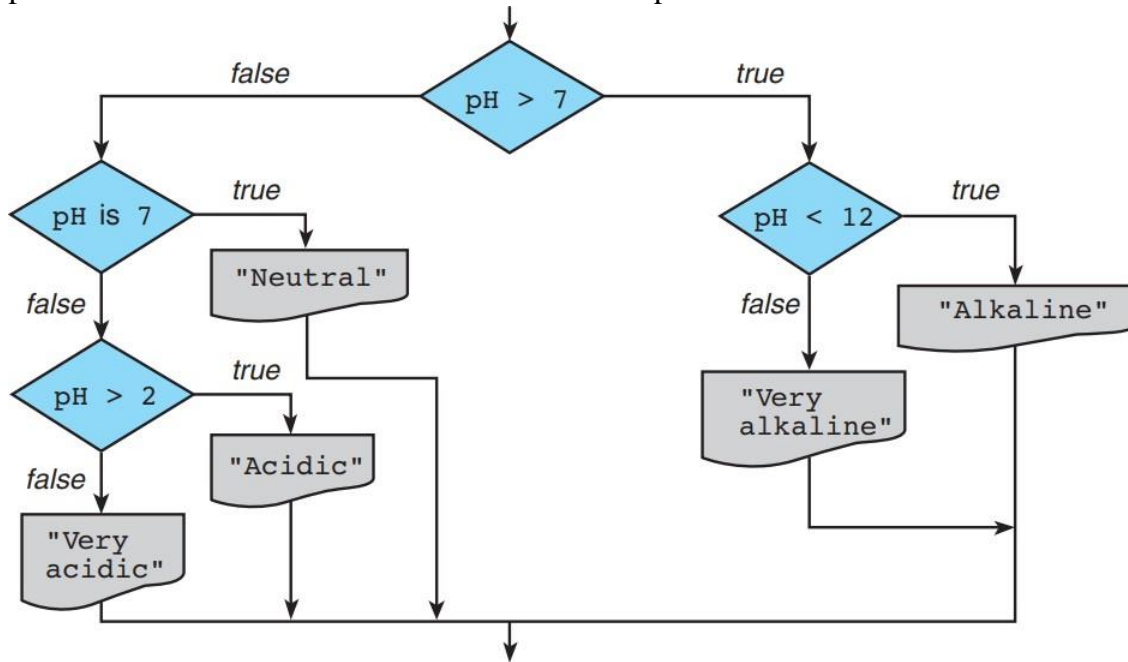 false
true
pH > 7
true
true
pH is 7
pH < 12
"Neutral"
false
false
"Alkaline"
true
pH > 2
"Very
alkaline"
"Acidic"
false
"Very
acidic"